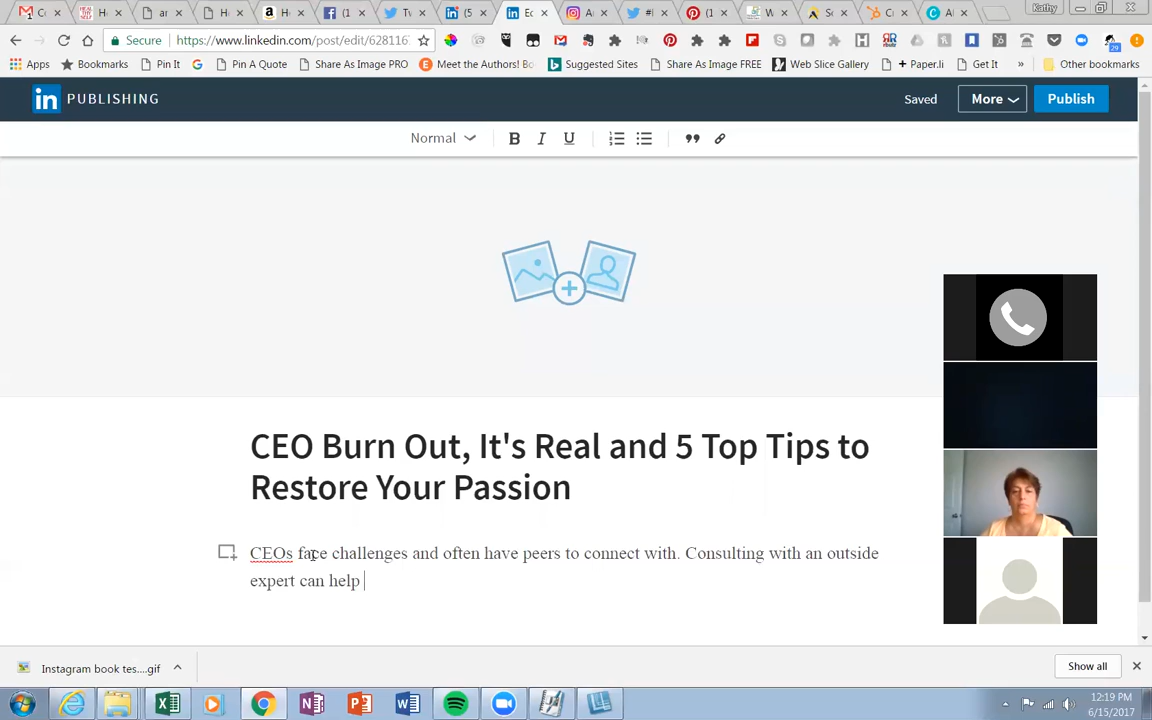 Kathy
Secure
https://www.linkedin.com/post/edit/628116
Apps
Bookmarks
Pin It
Pin A Quote
Share As Image PRO
Meet the Authors! Bo
Suggested Sites
Share As Image FREE
Web Slice Gallery
Paper.li
Get It
»
Other bookmarks
in PUBLISHING
Saved
More
Publish
Normal
B I U
CEO Burn Out, It's Real and 5 Top Tips to
Restore Your Passion
CEOs face challenges and often have peers to connect with. Consulting with an outside
expert can help
Instagram book tes....gif
Show all
12:19 PM
6/15/2017